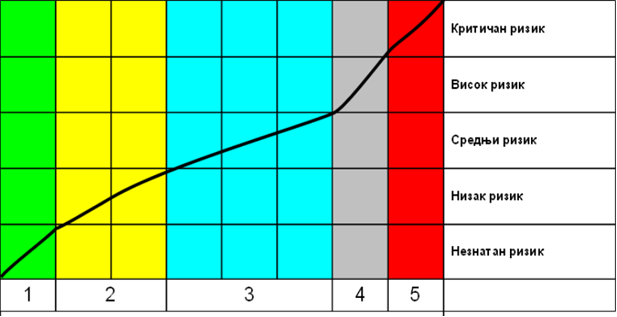 Критичан ризик
Висок ризик
Средњи ризик
Низак ризик
Незнатан ризик
1 2 3 4 5